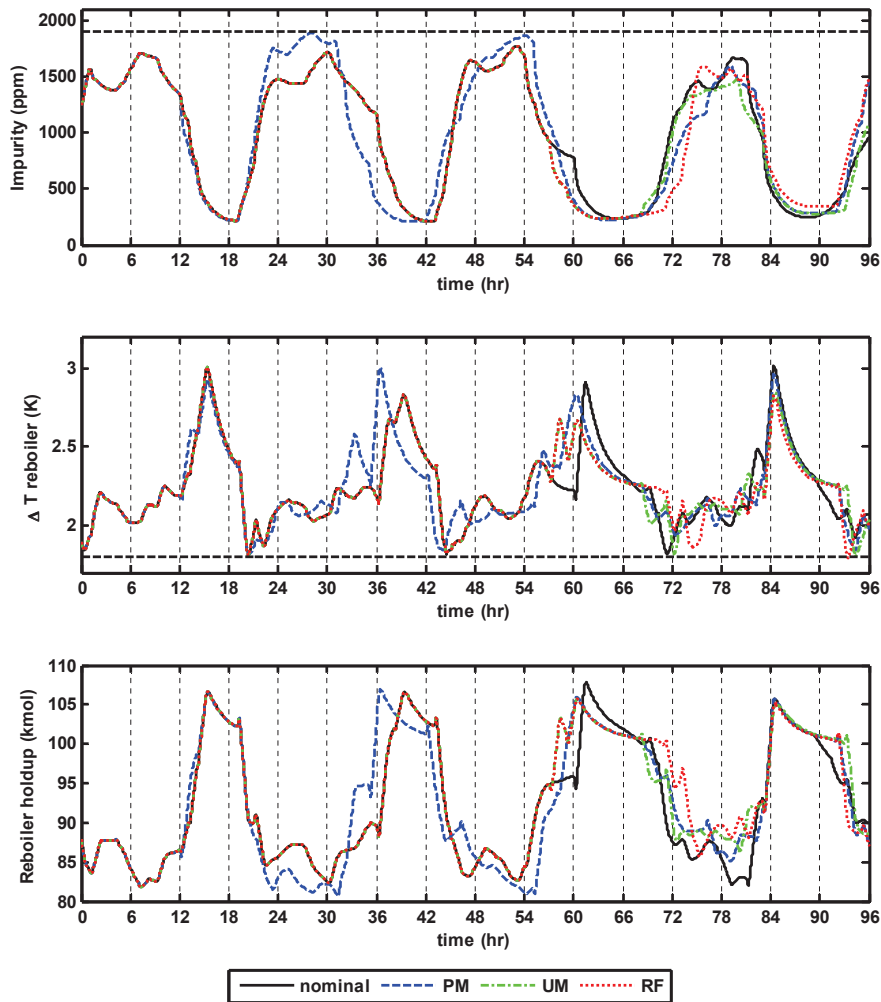 Impurity (ppm)
2000
1500
1000
500
0
0 6 12 18 24 30 36 42 48 54 60 66 72 78 84 90 96
time (hr)
Δ T reboiler (K)
3
2.5
2
0 6 12 18 24 30 36 42 48 54 60 66 72 78 84 90 96
time (hr)
Reboiler holdup (kmol)
110
105
100
95
90
85
80
0 6 12 18 24 30 36 42 48 54 60 66 72 78 84 90 96
time (hr)
nominal PM UM RF